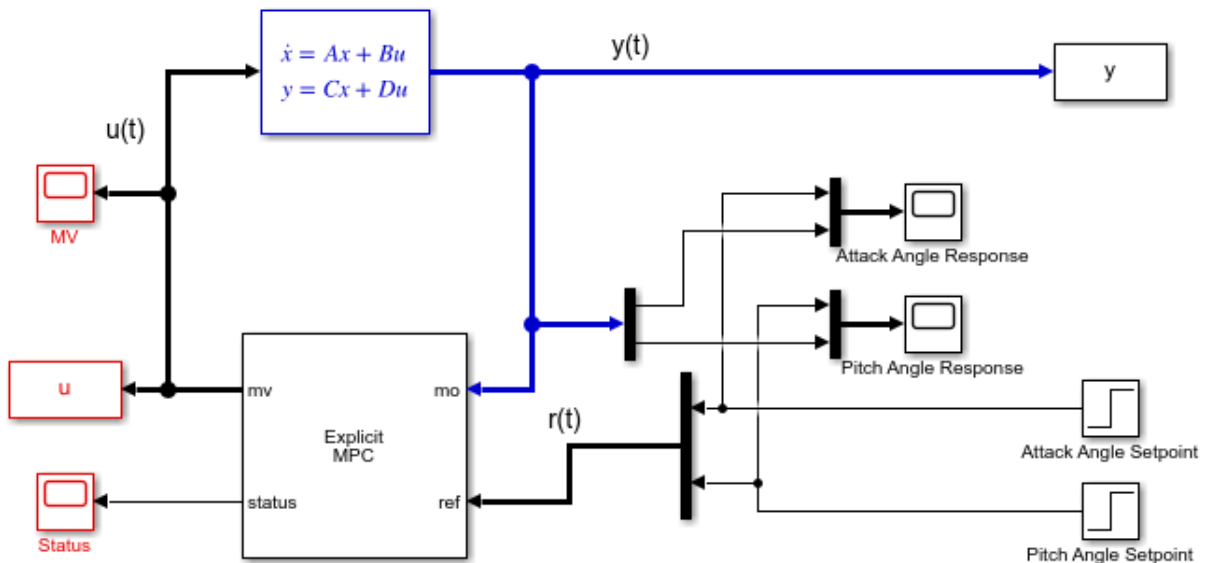 ẋ = Ax + Bu
y = Cx + Du
y(t)
y
u(t)
MV
Attack Angle Response
Pitch Angle Response
u
mv
mo
Explicit
MPC
r(t)
status
ref
Status
Attack Angle Setpoint
Pitch Angle Setpoint